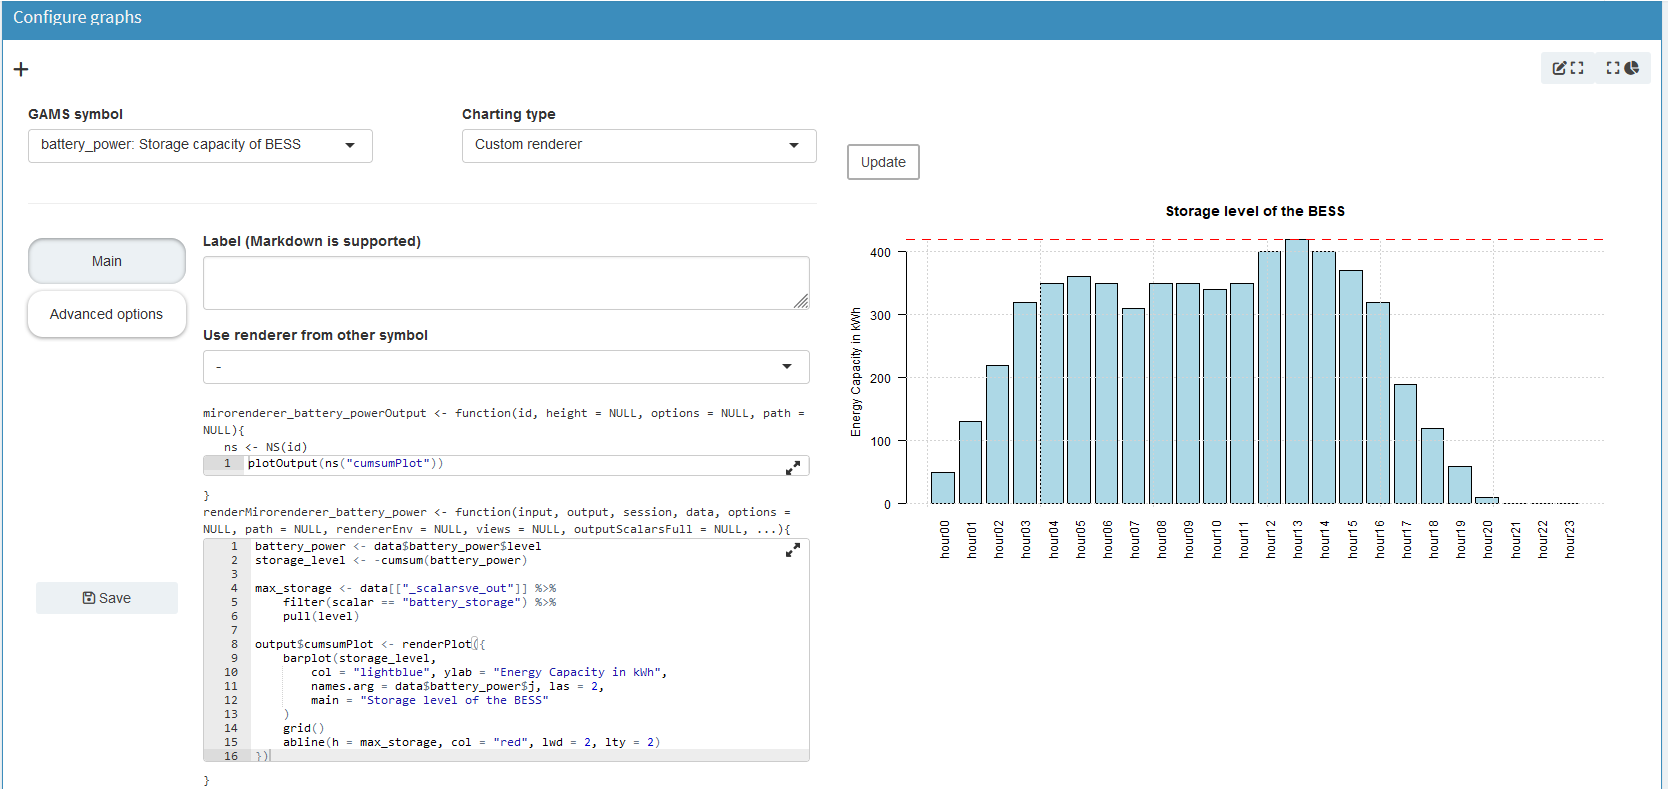 Configure graphs
GAMS symbol
battery_power: Storage capacity of BESS
Charting type
Custom renderer
Update
Main
Advanced options
Save
Label (Markdown is supported)
Use renderer from other symbol
-
mirorenderer_battery_powerOutput <- function(id, height = NULL, options = NULL, path =
NULL){
ns <- NS(id)
1 plotOutput(ns("cumsumPlot"))
}
renderMirorenderer_battery_power <- function(input, output, session, data, options =
NULL, path = NULL, rendererEnv = NULL, views = NULL, outputScalarsFull = NULL, ...){
1 battery_power <- data$battery_power$level
2 storage_level <- -cumsum(battery_power)
3
4 max_storage <- data[["_scalarsve_out"]] %>%
5 filter(scalar == "battery_storage") %>%
6 pull(level)
7
8 output$cumsumPlot <- renderPlot({
9 barplot(storage_level,
10 col = "lightblue", ylab = "Energy Capacity in kWh",
11 names.arg = data$battery_power$j, las = 2,
12 main = "Storage level of the BESS"
13 )
14 grid()
15 abline(h = max_storage, col = "red", lwd = 2, lty = 2)
16 })
}
Storage level of the BESS
Energy Capacity in kWh
400
300
200
100
0
hour00
hour01
hour02
hour03
hour04
hour05
hour06
hour07
hour08
hour09
hour10
hour11
hour12
hour13
hour14
hour15
hour16
hour17
hour18
hour19
hour20
hour21
hour22
hour23